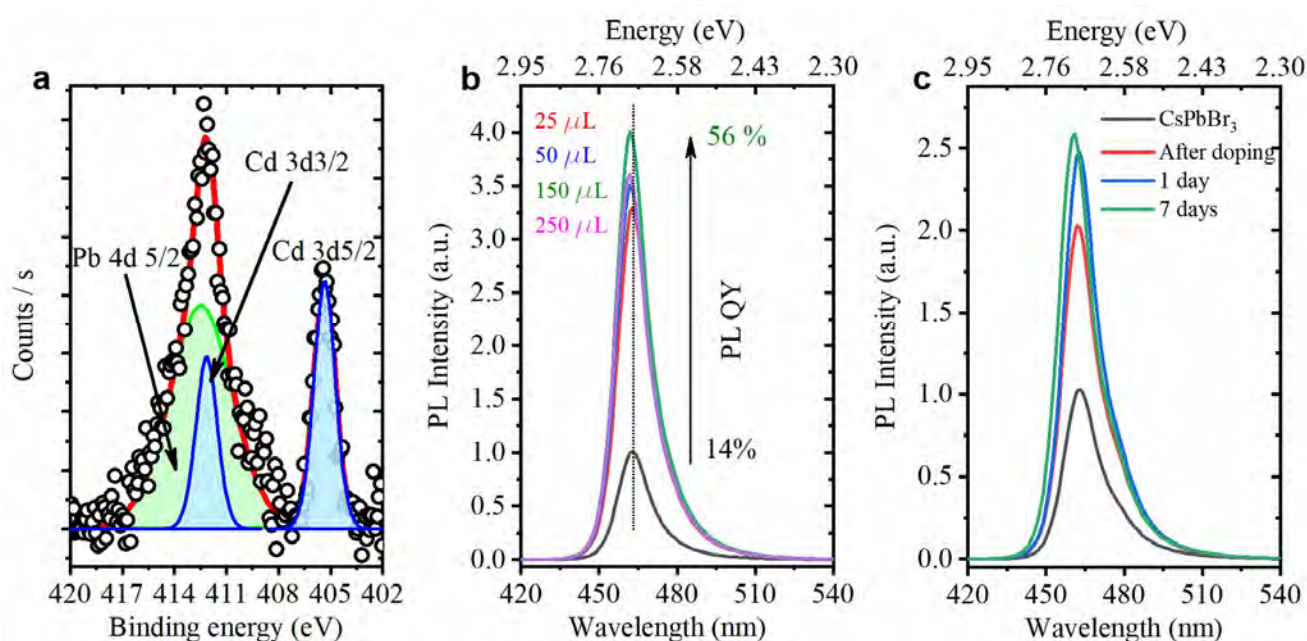 a
Counts / s
Pb 4d 5/2
Cd 3d3/2
Cd 3d5/2
420 417 414 411 408 405 402
Binding energy (eV)
b
Energy (eV)
2.95 2.76 2.58 2.43 2.30
PL Intensity (a.u.)
4.0
3.5
3.0
2.5
2.0
1.5
1.0
0.5
0.0
25 μL
50 μL
150 μL
250 μL
56 %
PL QY
14%
420 450 480 510 540
Wavelength (nm)
c
Energy (eV)
2.95 2.76 2.58 2.43 2.30
PL Intensity (a.u.)
2.5
2.0
1.5
1.0
0.5
0.0
CsPbBr₃
After doping
1 day
7 days
420 450 480 510 540
Wavelength (nm)